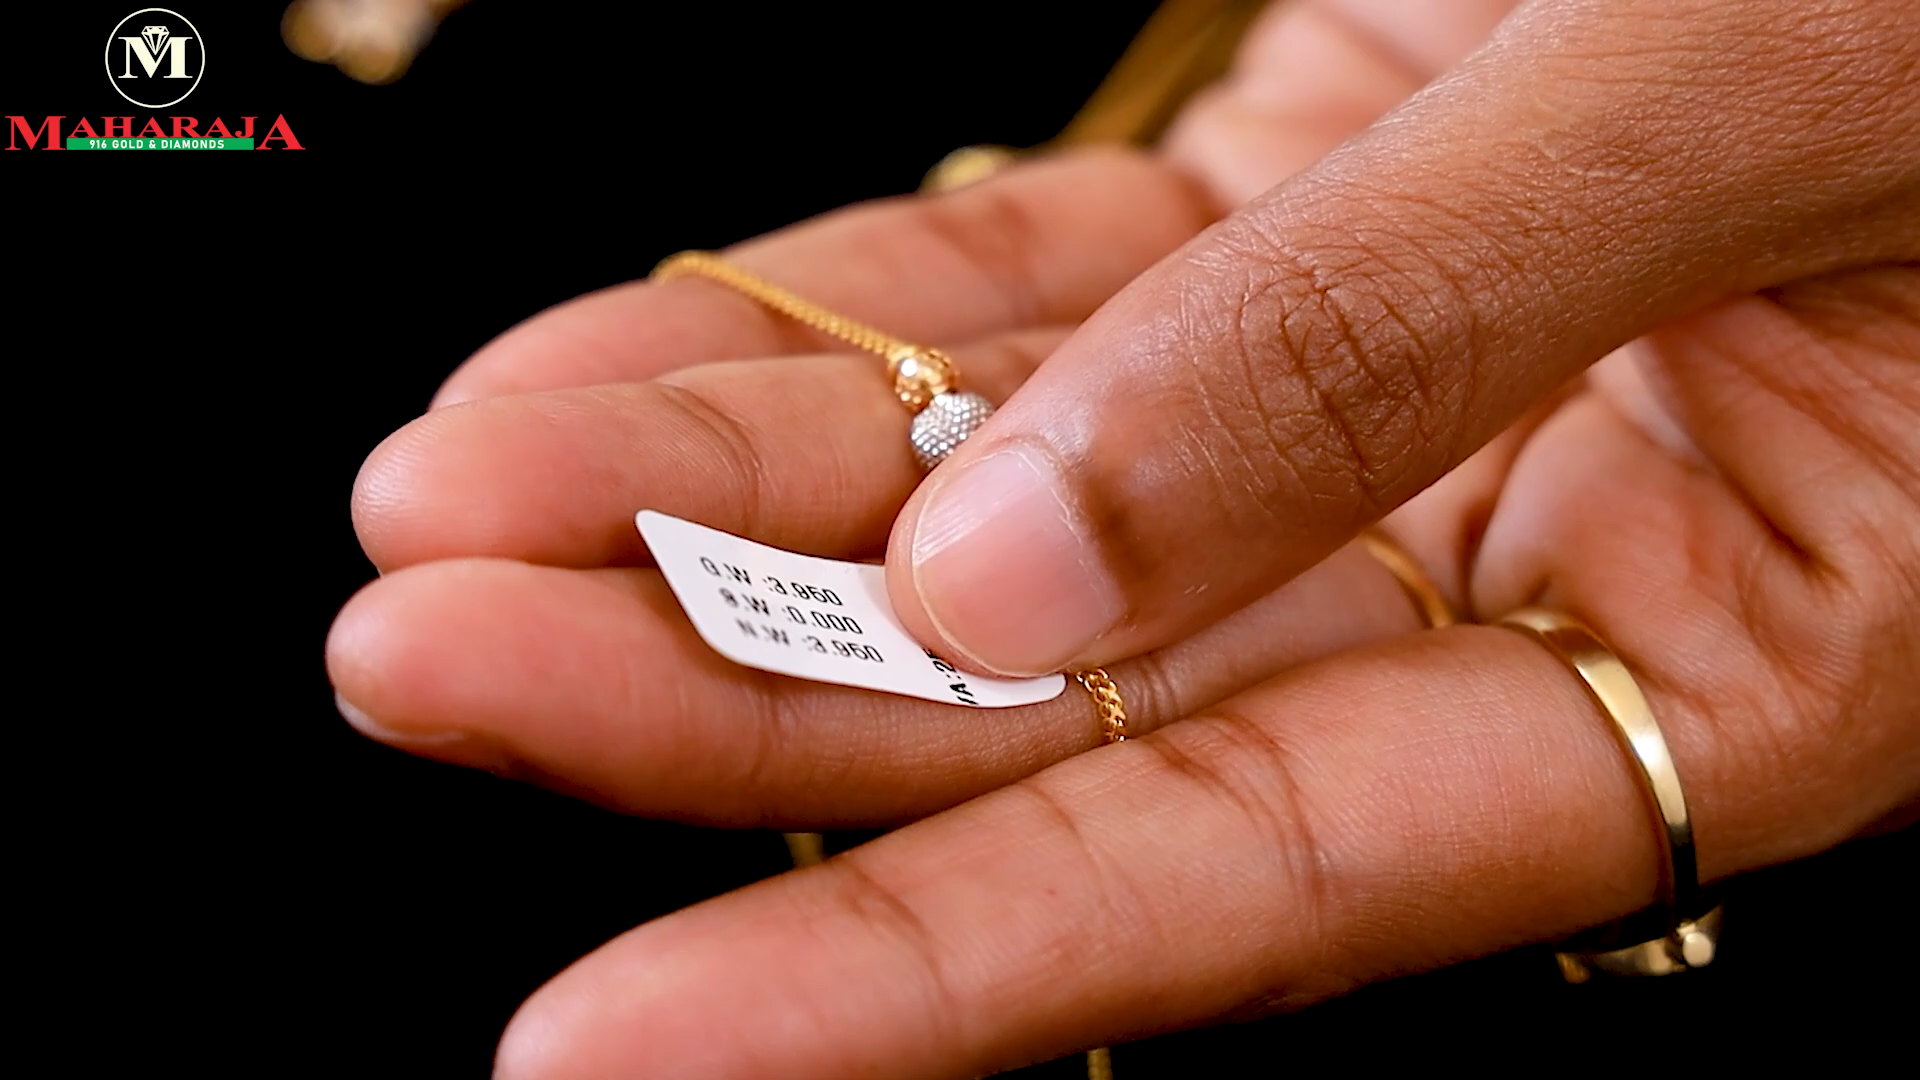 M
MAHARAJA
916 GOLD & DIAMONDS
G.W :3.950
S.W :0.000
N.W :3.950